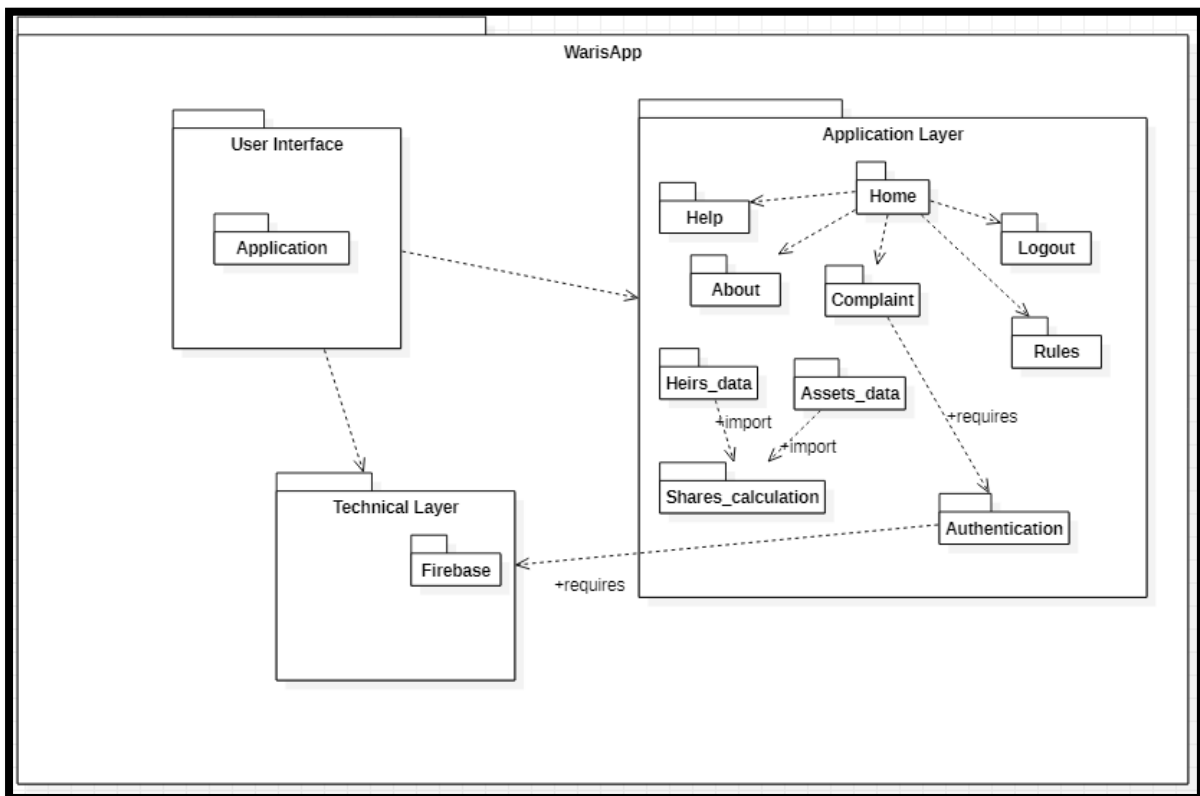 WarisApp
User Interface
Application
Application Layer
Home
Help
Logout
About
Complaint
Rules
Heirs_data
Assets_data
+import
+import
+requires
Shares_calculation
Authentication
Technical Layer
Firebase
+requires